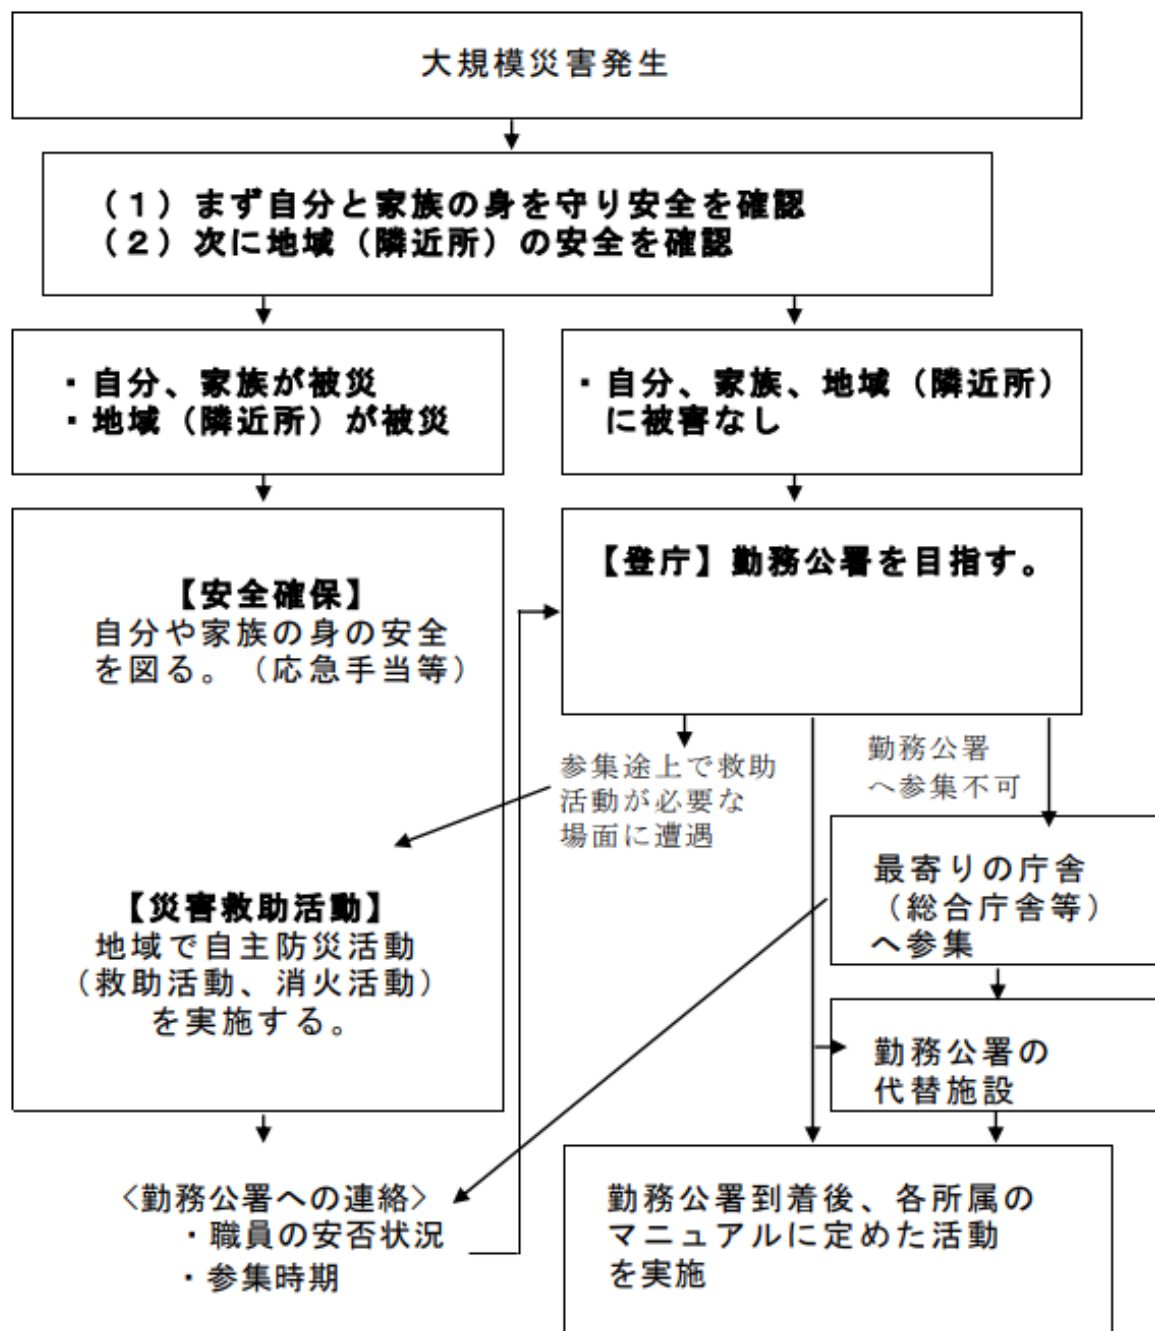 大規模災害発生
（１）まず自分と家族の身を守り安全を確認
（２）次に地域（隣近所）の安全を確認
・自分、家族が被災
・地域（隣近所）が被災
・自分、家族、地域（隣近所）
に被害なし
【安全確保】
自分や家族の身の安全
を図る。（応急手当等）
【登庁】勤務公署を目指す。
参集途上で救助
活動が必要な
場面に遭遇
勤務公署
へ参集不可
【災害救助活動】
地域で自主防災活動
（救助活動、消火活動）
を実施する。
最寄りの庁舎
（総合庁舎等）
へ参集
勤務公署の
代替施設
＜勤務公署への連絡＞
・職員の安否状況
・参集時期
勤務公署到着後、各所属の
マニュアルに定めた活動
を実施